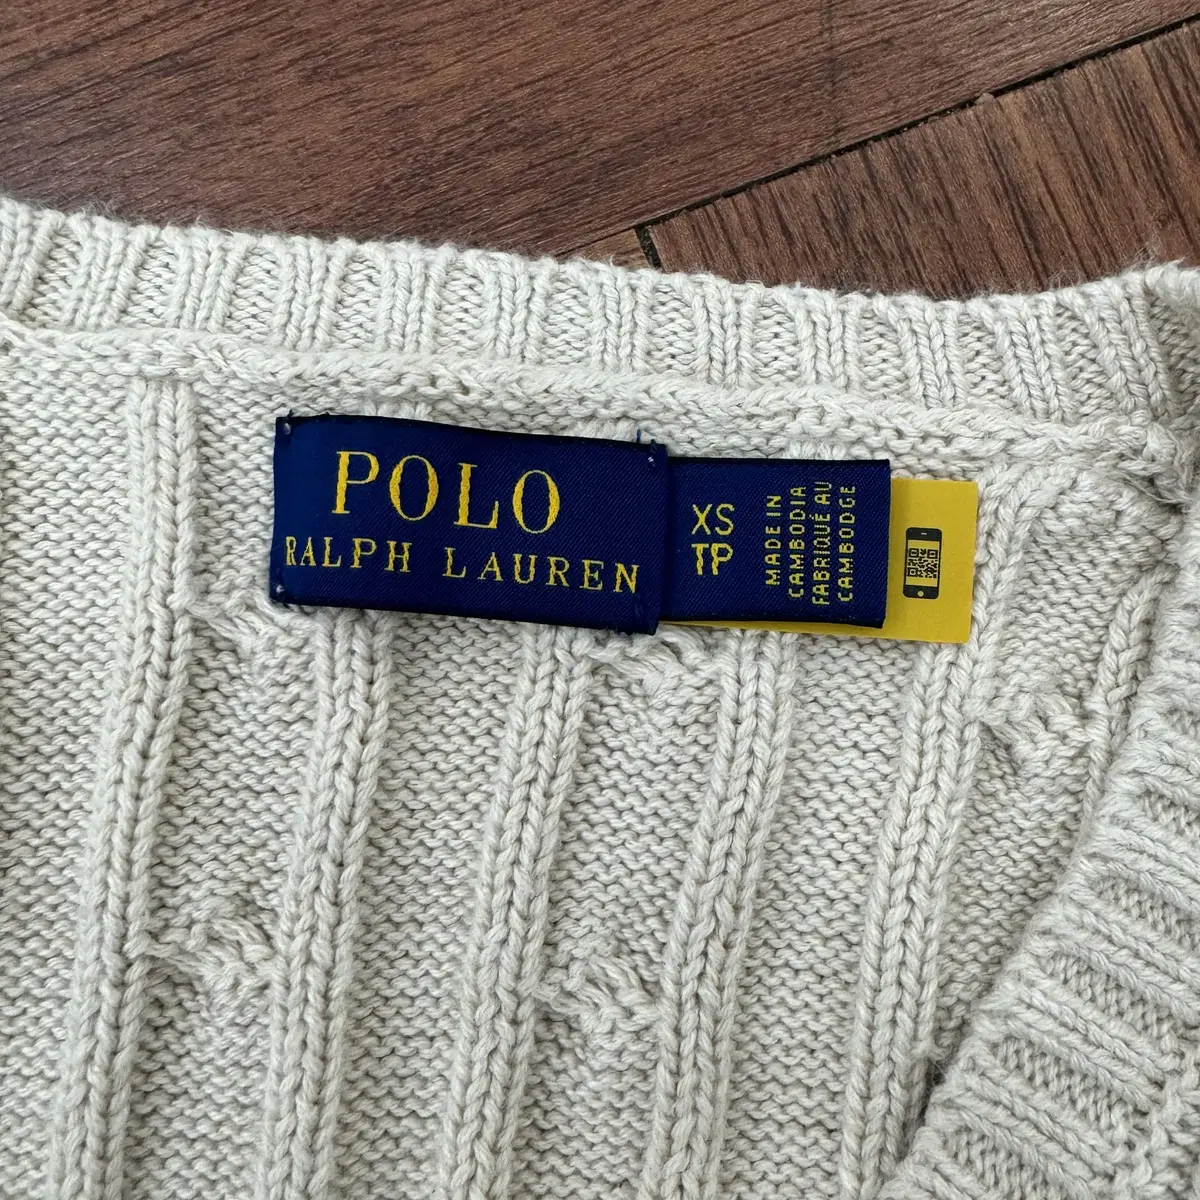 POLO
RALPH LAUREN
XS
TP
MADE IN
CAMBODIA
FABRIQUÉ AU
CAMBODGE